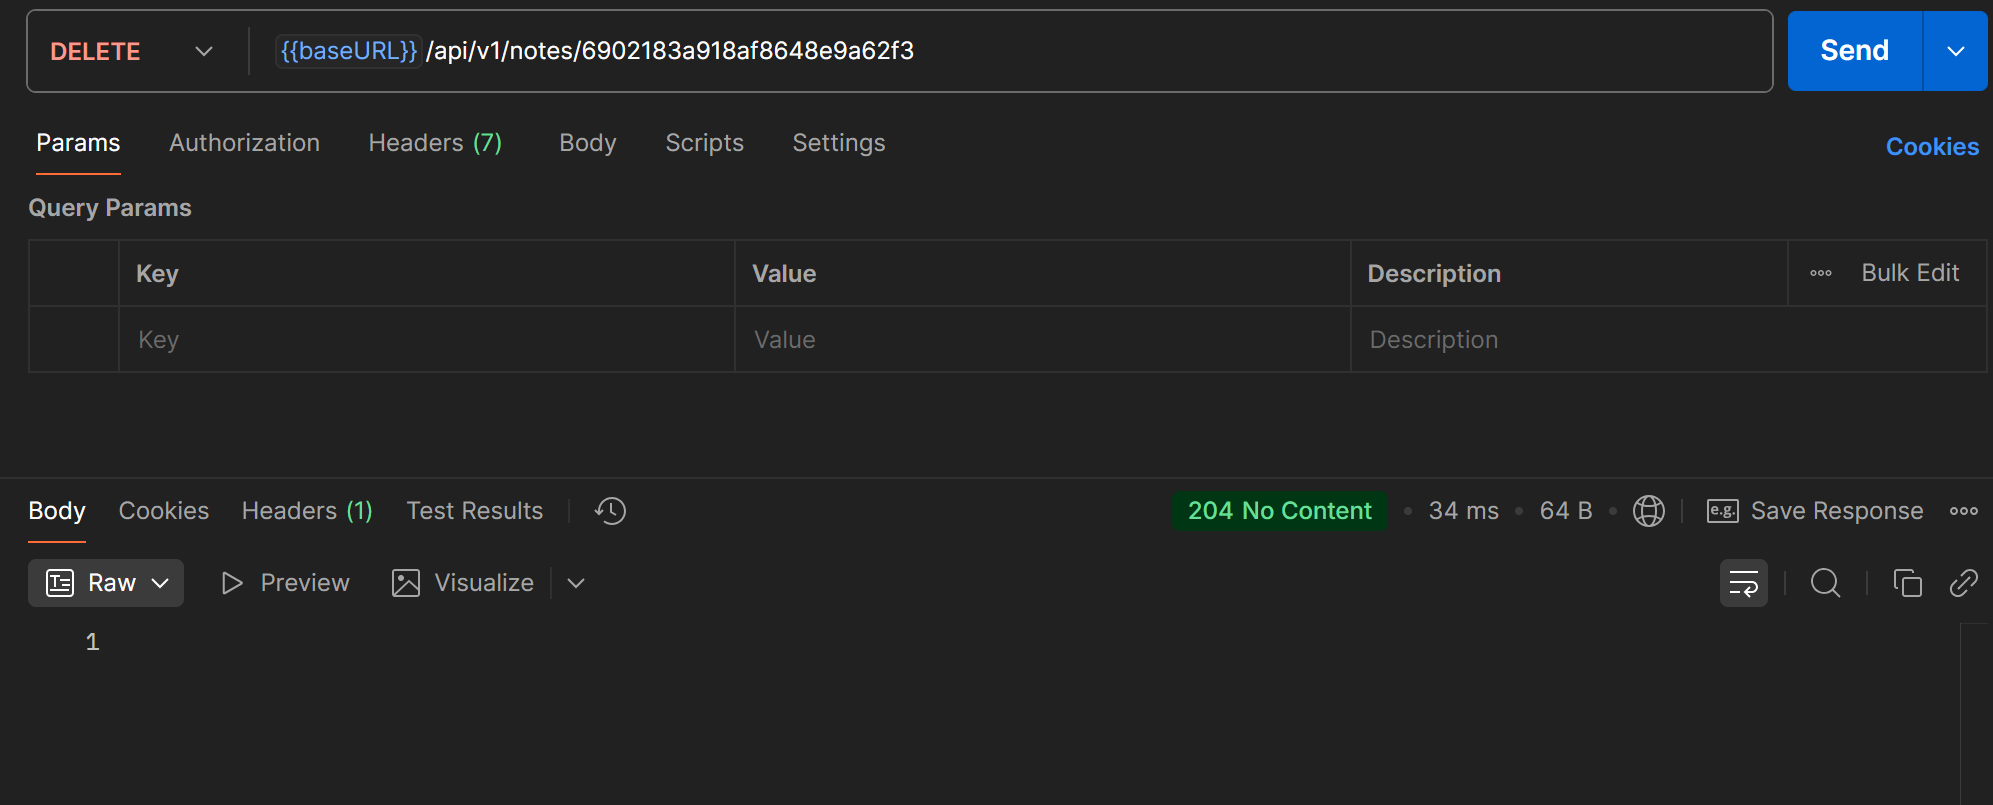 DELETE {{baseURL}}/api/v1/notes/6902183a918af8648e9a62f3 Send
Params Authorization Headers (7) Body Scripts Settings Cookies
Query Params
Key Value Description Bulk Edit
Key Value Description
Body Cookies Headers (1) Test Results 204 No Content • 34 ms • 64 B • e.g. Save Response
Raw Preview Visualize
1